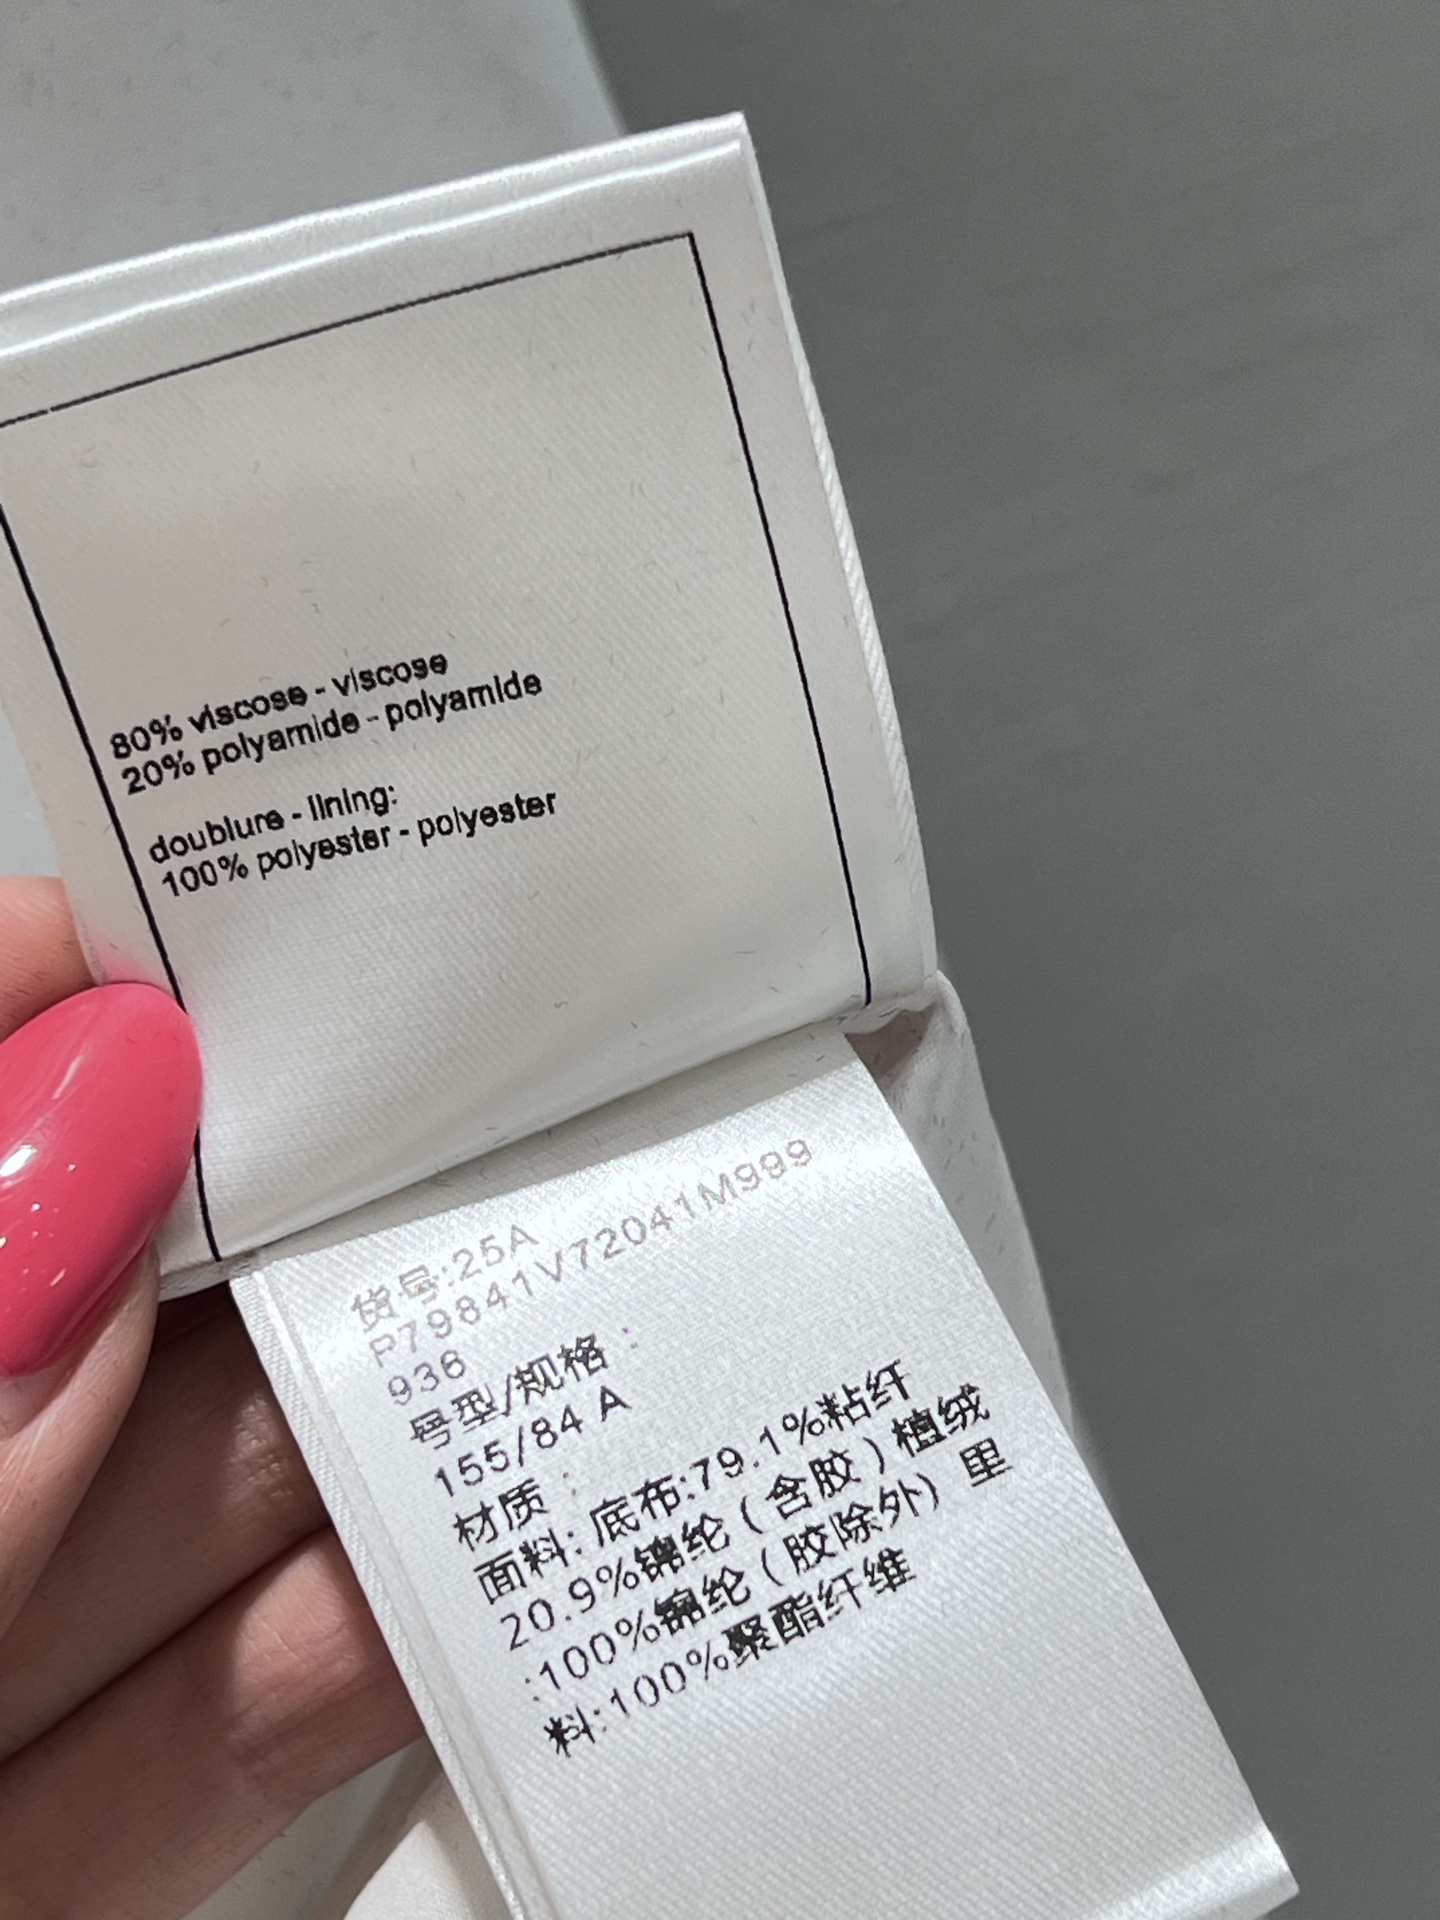 80% viscose - viscose
20% polyamide - polyamide
doublure - lining:
100% polyester - polyester
货号:25A
P79841V72041M999
936
号型/规格：
155/84 A
材质：
面料: 底布:79.1%粘纤
20.9%锦纶（含胶）植绒
:100%锦纶（胶除外）里
料:100%聚酯纤维